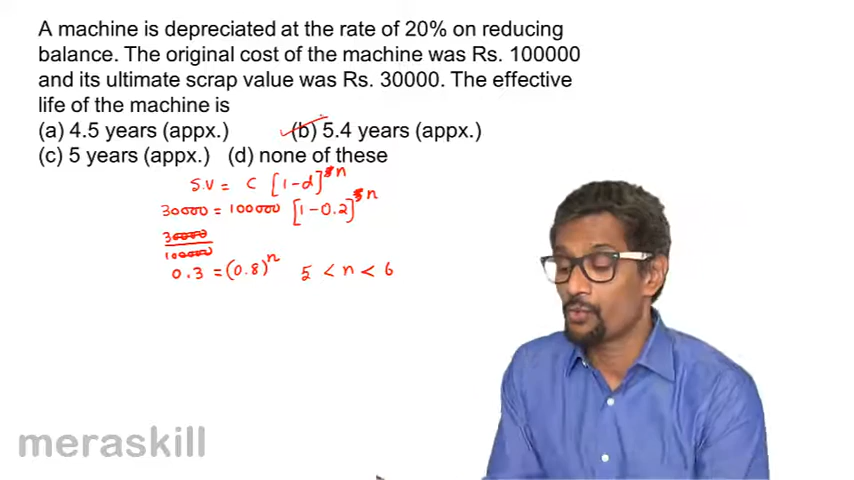 A machine is depreciated at the rate of 20% on reducing
balance. The original cost of the machine was Rs. 100000
and its ultimate scrap value was Rs. 30000. The effective
life of the machine is
(a) 4.5 years (appx.) (b) 5.4 years (appx.)
(c) 5 years (appx.) (d) none of these
S.V = C [1-d]^n
30000 = 100000 [1-0.2]^n
30000
100000
0.3 = (0.8)^n 5 < n < 6
meraskill